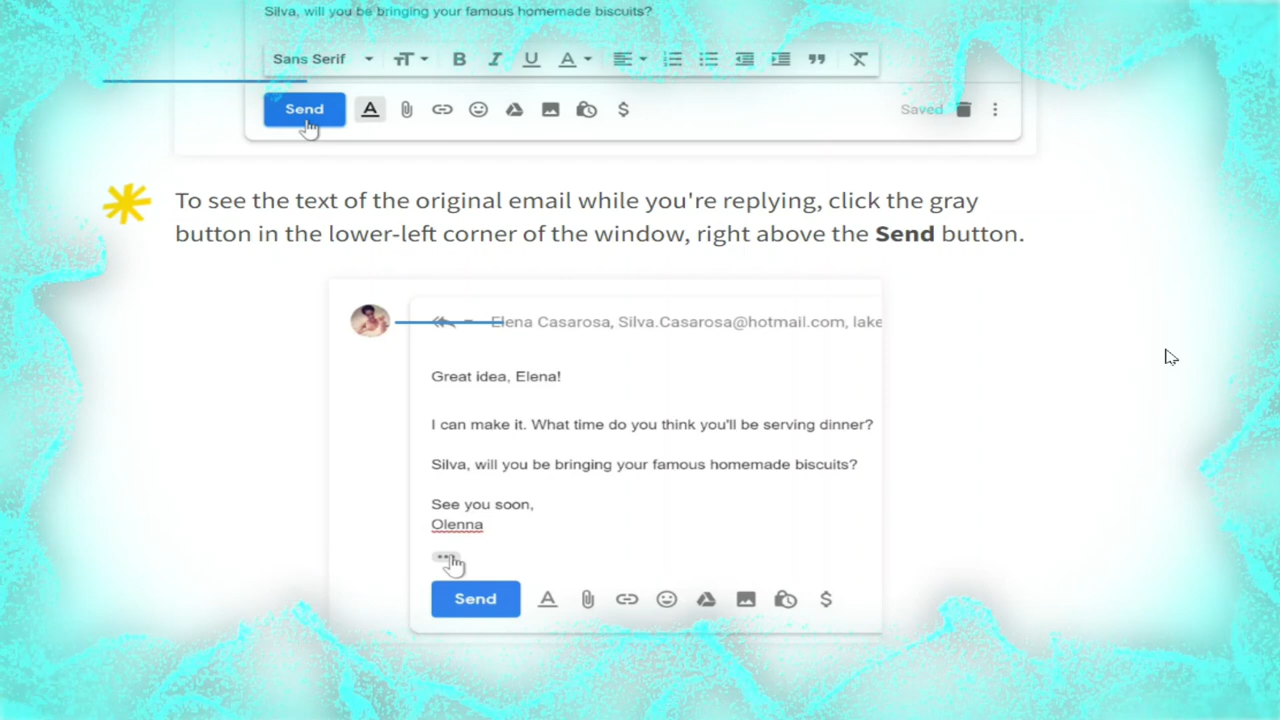 Silva, will you be bringing your famous homemade biscuits?
Sans Serif
Send
Saved
To see the text of the original email while you're replying, click the gray
button in the lower-left corner of the window, right above the Send button.
Elena Casarosa, Silva.Casarosa@hotmail.com, lake
Great idea, Elena!
I can make it. What time do you think you'll be serving dinner?
Silva, will you be bringing your famous homemade biscuits?
See you soon,
Olenna
Send